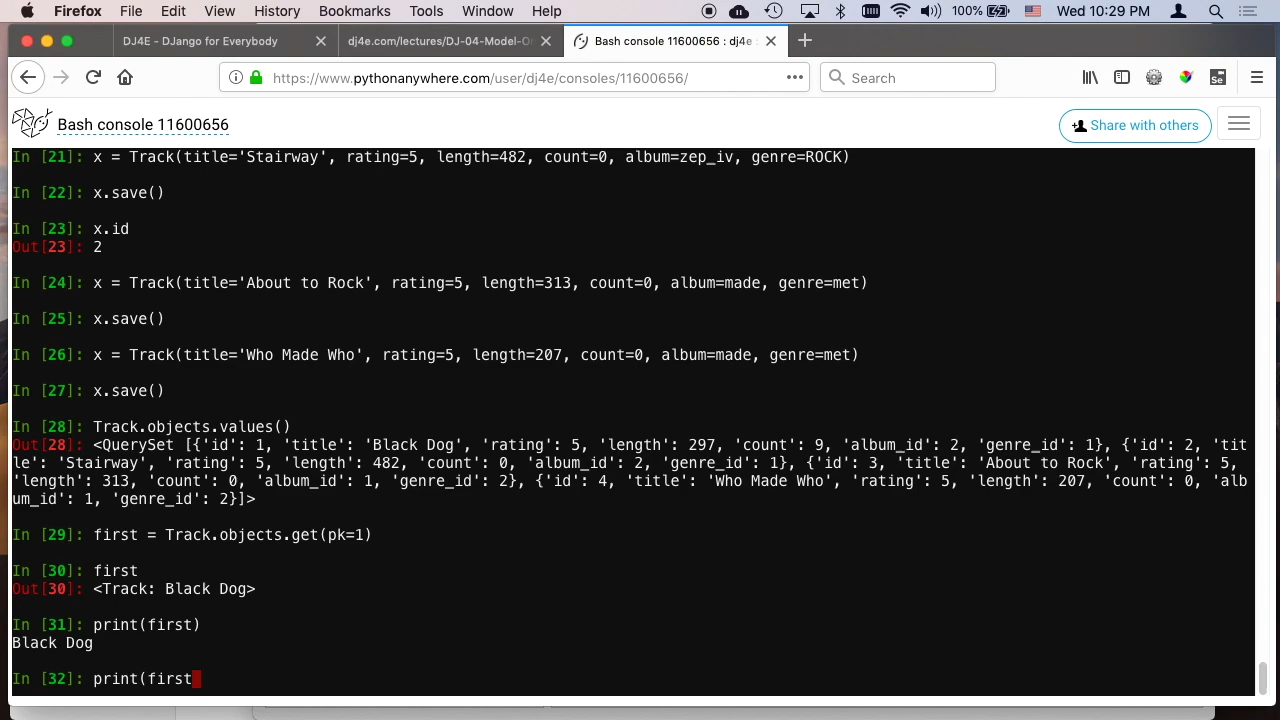 Firefox File Edit View History Bookmarks Tools Window Help 100% Wed 10:29 PM
DJ4E - DJango for Everybody dj4e.com/lectures/DJ-04-Model-O Bash console 11600656 : dj4e :
https://www.pythonanywhere.com/user/dj4e/consoles/11600656/ Search
Bash console 11600656 Share with others
In [21]: x = Track(title='Stairway', rating=5, length=482, count=0, album=zep_iv, genre=ROCK)
In [22]: x.save()
In [23]: x.id
Out[23]: 2
In [24]: x = Track(title='About to Rock', rating=5, length=313, count=0, album=made, genre=met)
In [25]: x.save()
In [26]: x = Track(title='Who Made Who', rating=5, length=207, count=0, album=made, genre=met)
In [27]: x.save()
In [28]: Track.objects.values()
Out[28]: <QuerySet [{'id': 1, 'title': 'Black Dog', 'rating': 5, 'length': 297, 'count': 9, 'album_id': 2, 'genre_id': 1}, {'id': 2, 'tit
le': 'Stairway', 'rating': 5, 'length': 482, 'count': 0, 'album_id': 2, 'genre_id': 1}, {'id': 3, 'title': 'About to Rock', 'rating': 5,
'length': 313, 'count': 0, 'album_id': 1, 'genre_id': 2}, {'id': 4, 'title': 'Who Made Who', 'rating': 5, 'length': 207, 'count': 0, 'alb
um_id': 1, 'genre_id': 2}]>
In [29]: first = Track.objects.get(pk=1)
In [30]: first
Out[30]: <Track: Black Dog>
In [31]: print(first)
Black Dog
In [32]: print(first